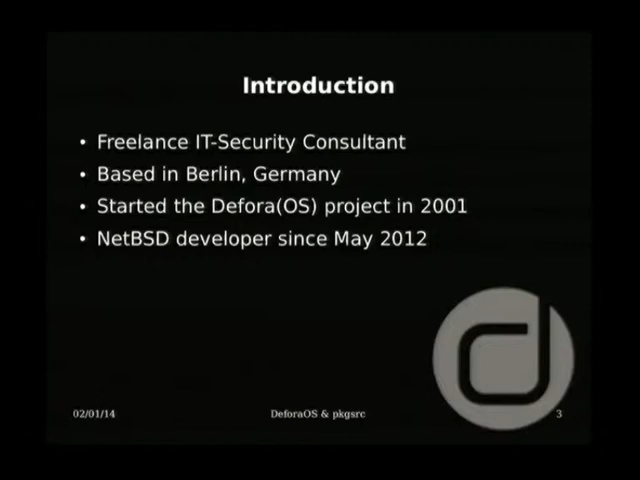 Introduction
• Freelance IT-Security Consultant
• Based in Berlin, Germany
• Started the Defora(OS) project in 2001
• NetBSD developer since May 2012
02/01/14
DeforaOS & pkgsrc
3